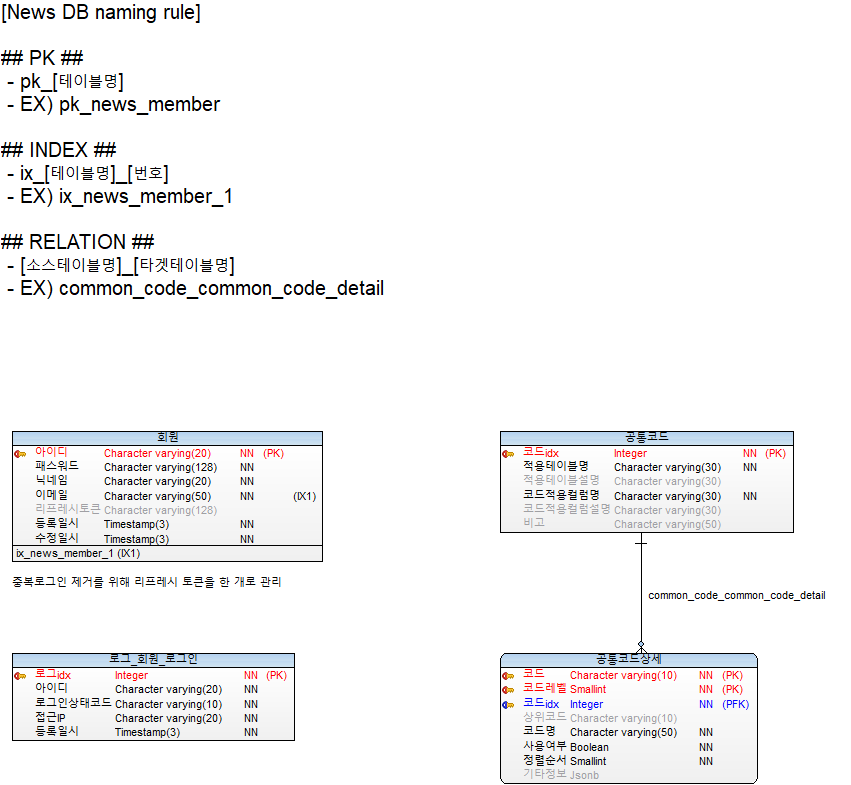 [News DB naming rule]
## PK ##
- pk_[테이블명]
- EX) pk_news_member
## INDEX ##
- ix_[테이블명]_[번호]
- EX) ix_news_member_1
## RELATION ##
- [소스테이블명]_[타겟테이블명]
- EX) common_code_common_code_detail
회원
아이디 Character varying(20) NN (PK)
패스워드 Character varying(128) NN
닉네임 Character varying(20) NN
이메일 Character varying(50) NN (IX1)
리프레시토큰 Character varying(128)
등록일시 Timestamp(3) NN
수정일시 Timestamp(3) NN
ix_news_member_1 (IX1)
중복로그인 제거를 위해 리프레시 토큰을 한 개로 관리
공통코드
코드idx Integer NN (PK)
적용테이블명 Character varying(30) NN
적용테이블설명 Character varying(30)
코드적용컬럼명 Character varying(30) NN
코드적용컬럼설명 Character varying(30)
비고 Character varying(50)
common_code_common_code_detail
로그_회원_로그인
로그idx Integer NN (PK)
아이디 Character varying(20) NN
로그인상태코드 Character varying(10) NN
접근IP Character varying(20) NN
등록일시 Timestamp(3) NN
공통코드상세
코드 Character varying(10) NN (PK)
코드레벨 Smallint NN (PK)
코드idx Integer NN (PFK)
상위코드 Character varying(10)
코드명 Character varying(50) NN
사용여부 Boolean NN
정렬순서 Smallint NN
기타정보 Jsonb